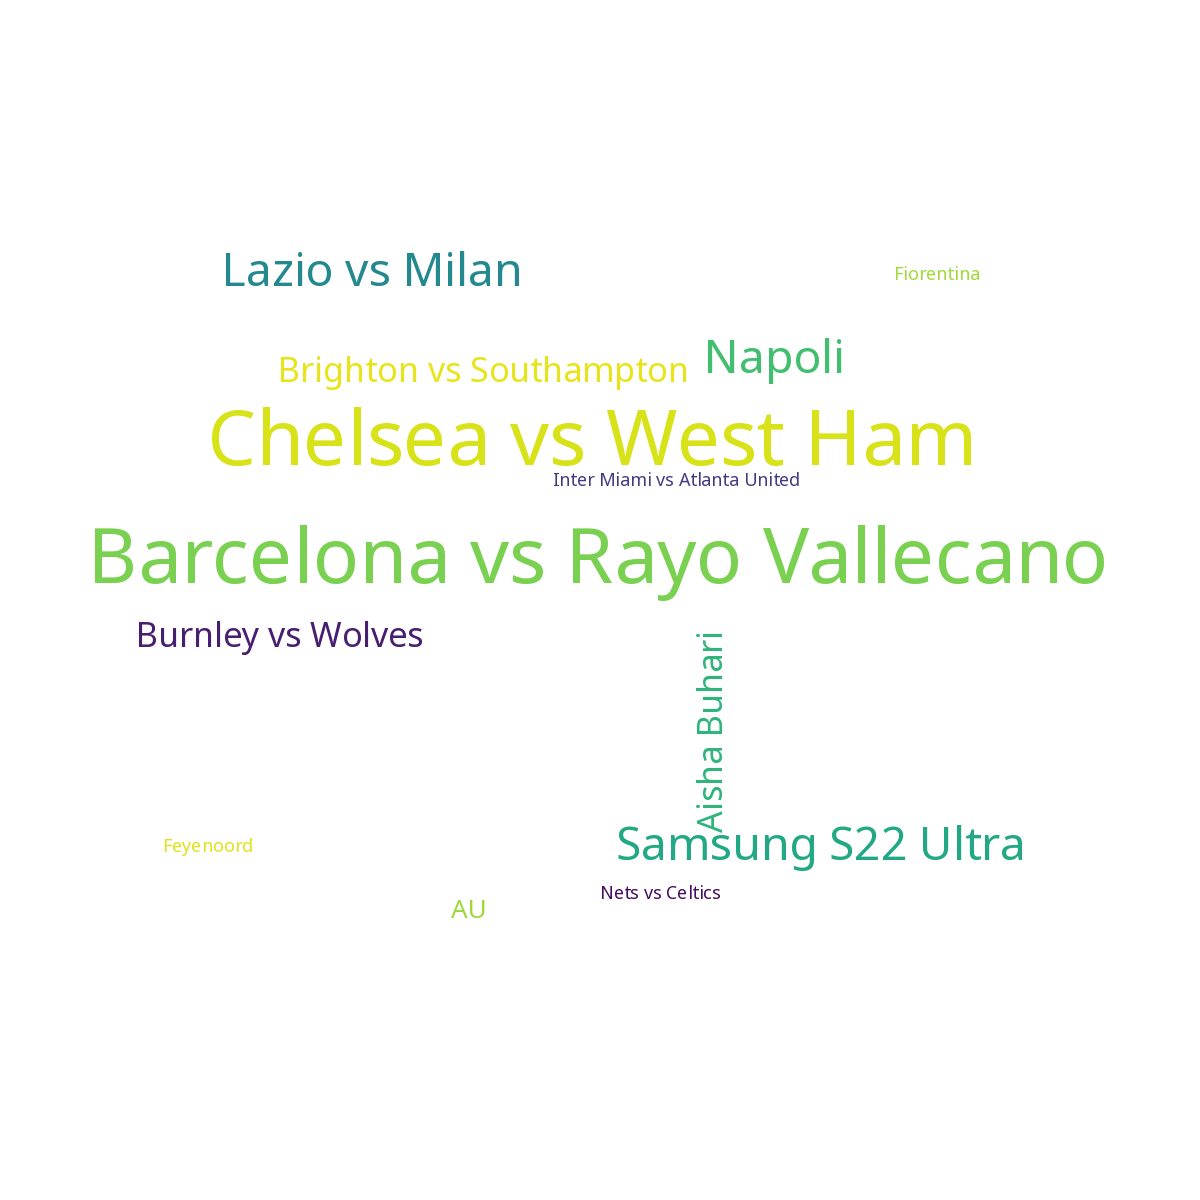 Lazio vs Milan
Fiorentina
Brighton vs Southampton
Napoli
Chelsea vs West Ham
Inter Miami vs Atlanta United
Barcelona vs Rayo Vallecano
Burnley vs Wolves
Aisha Buhari
Samsung S22 Ultra
Feyenoord
Nets vs Celtics
AU